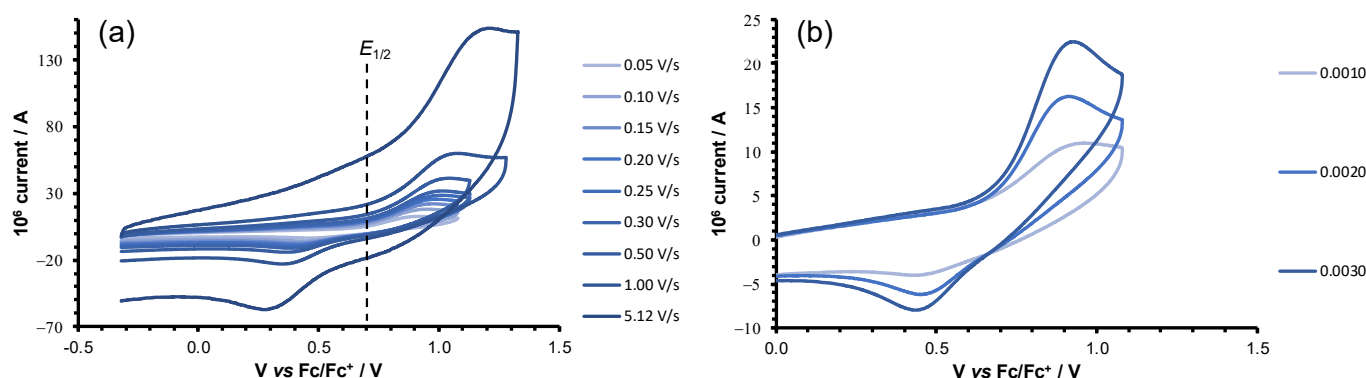 (a)
E1/2
130
80
30
−20
−70
-0.5
0.0
0.5
1.0
1.5
10⁶ current / A
V vs Fc/Fc⁺ / V
0.05 V/s
0.10 V/s
0.15 V/s
0.20 V/s
0.25 V/s
0.30 V/s
0.50 V/s
1.00 V/s
5.12 V/s
(b)
25
20
15
10
5
0
−5
−10
0.0
0.5
1.0
1.5
10⁶ current / A
V vs Fc/Fc⁺ / V
0.0010
0.0020
0.0030